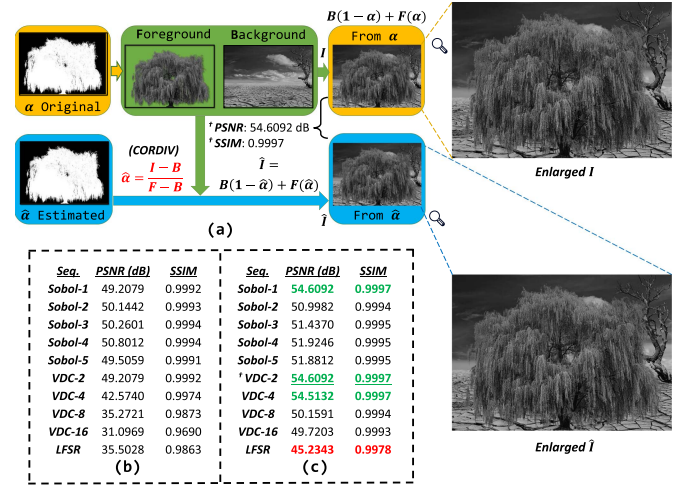 Foreground Background
B(1 − α) + F(α)
I
From α
α Original
† PSNR: 54.6092 dB
† SSIM: 0.9997
(CORDIV)
α̂ = (I − B) / (F − B)
Î =
B(1 − α̂) + F(α̂)
α̂ Estimated
From α̂
Î
(a)
Enlarged I
Enlarged Î
Seq. PSNR (dB) SSIM
Sobol-1 49.2079 0.9992
Sobol-2 50.1442 0.9993
Sobol-3 50.2601 0.9994
Sobol-4 50.8012 0.9994
Sobol-5 49.5059 0.9991
VDC-2 49.2079 0.9992
VDC-4 42.5740 0.9974
VDC-8 35.2721 0.9873
VDC-16 31.0969 0.9690
LFSR 35.5028 0.9863
(b)
Seq. PSNR (dB) SSIM
Sobol-1 54.6092 0.9997
Sobol-2 50.9982 0.9994
Sobol-3 51.4370 0.9995
Sobol-4 51.9246 0.9995
Sobol-5 51.8812 0.9995
† VDC-2 54.6092 0.9997
VDC-4 54.5132 0.9997
VDC-8 50.1591 0.9994
VDC-16 49.7203 0.9993
LFSR 45.2343 0.9978
(c)